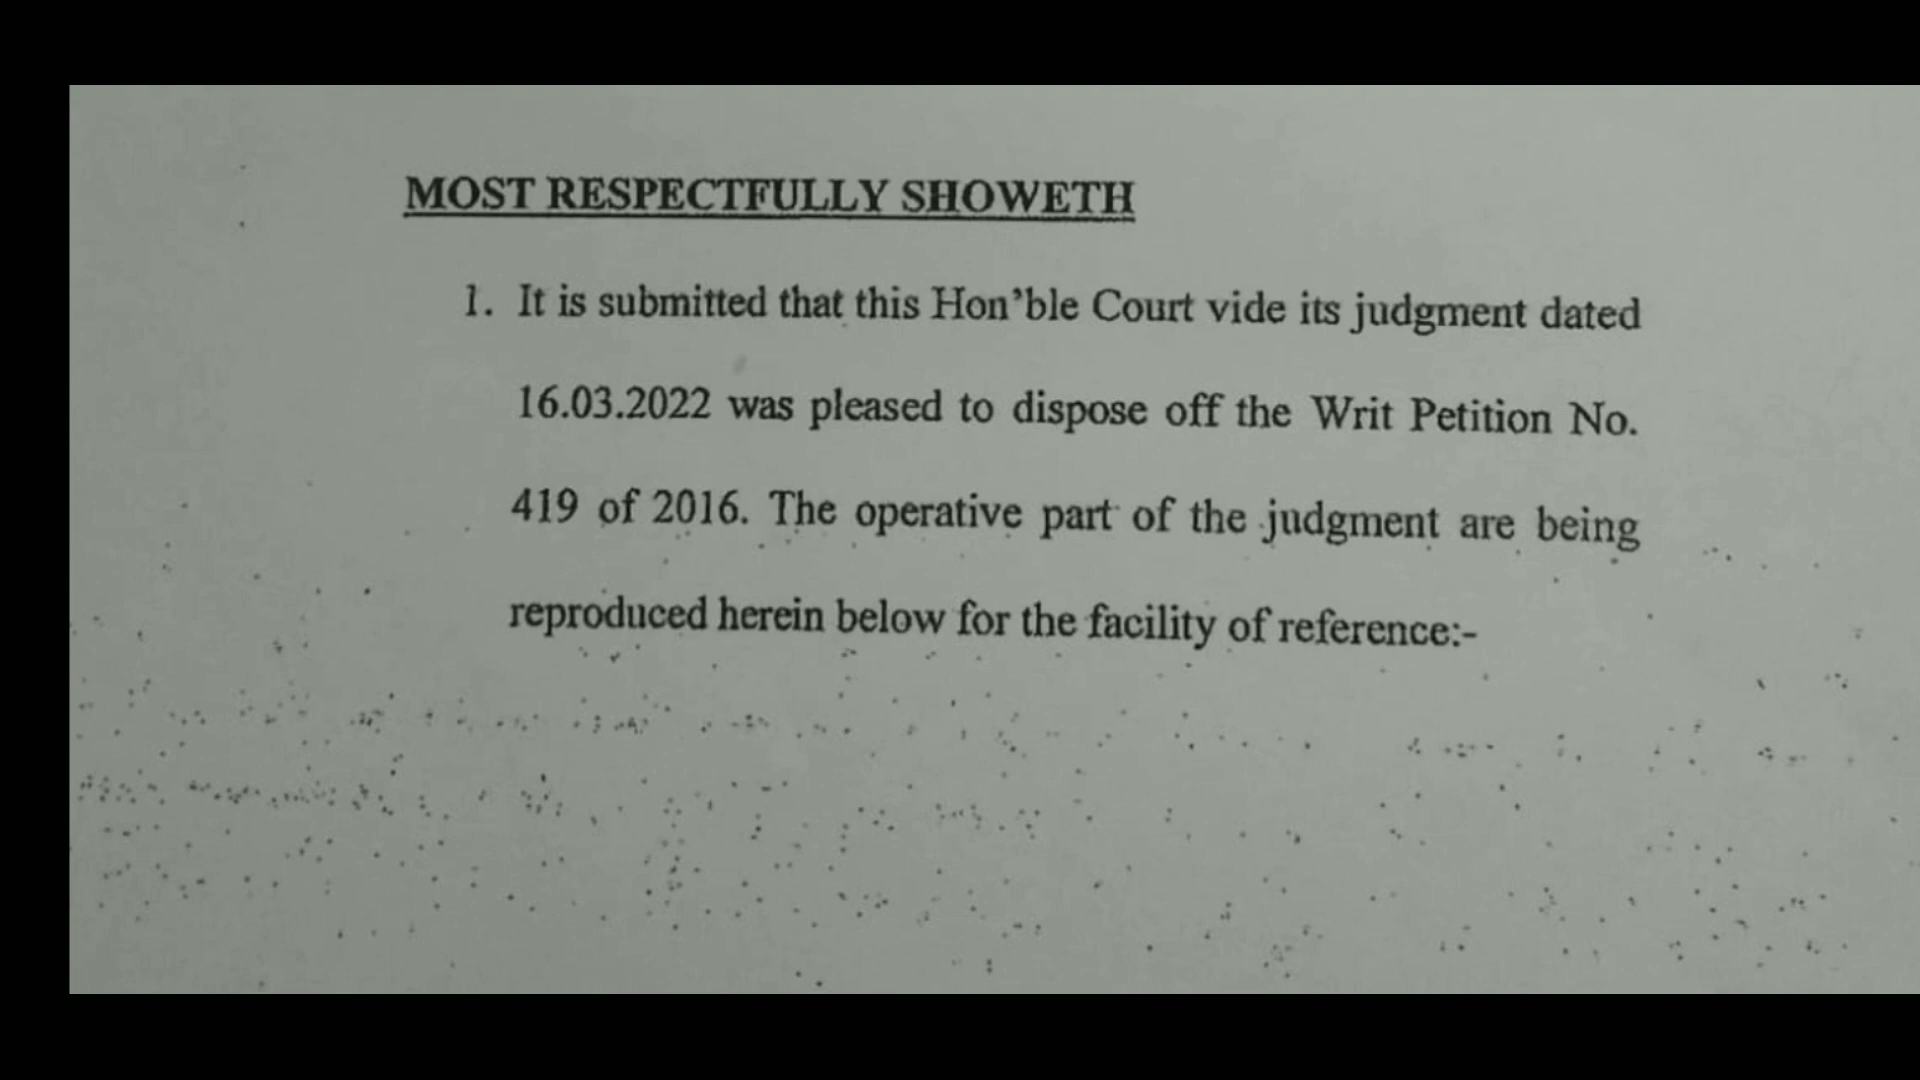 MOST RESPECTFULLY SHOWETH
1. It is submitted that this Hon’ble Court vide its judgment dated
16.03.2022 was pleased to dispose off the Writ Petition No.
419 of 2016. The operative part of the judgment are being
reproduced herein below for the facility of reference:-